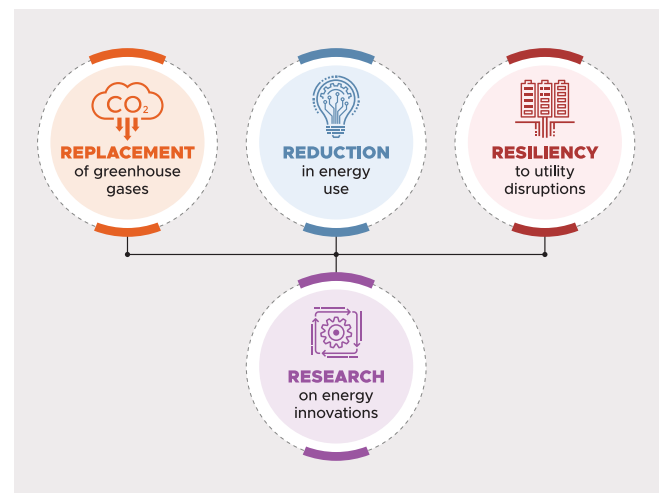 CO₂
REPLACEMENT
of greenhouse
gases
REDUCTION
in energy
use
RESILIENCY
to utility
disruptions
RESEARCH
on energy
innovations